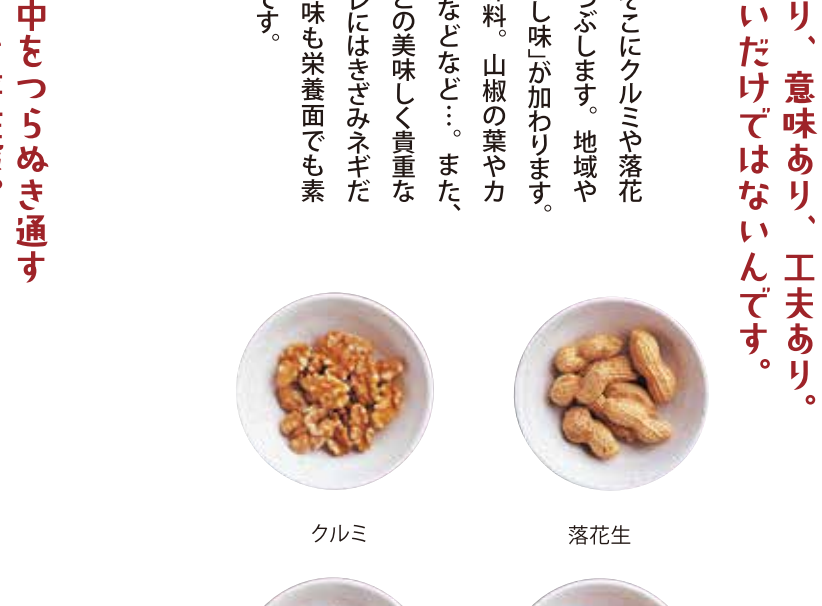 り、意味あり、工夫あり。
いだけではないんです。
そこにクルミや落花
つぶします。地域や
し味」が加わります。
料。山椒の葉やカ
などなど…。また、
どの美味しく貴重な
レにはきざみネギだ
味も栄養面でも素
です。
中をつらぬき通す
落花生
クルミ